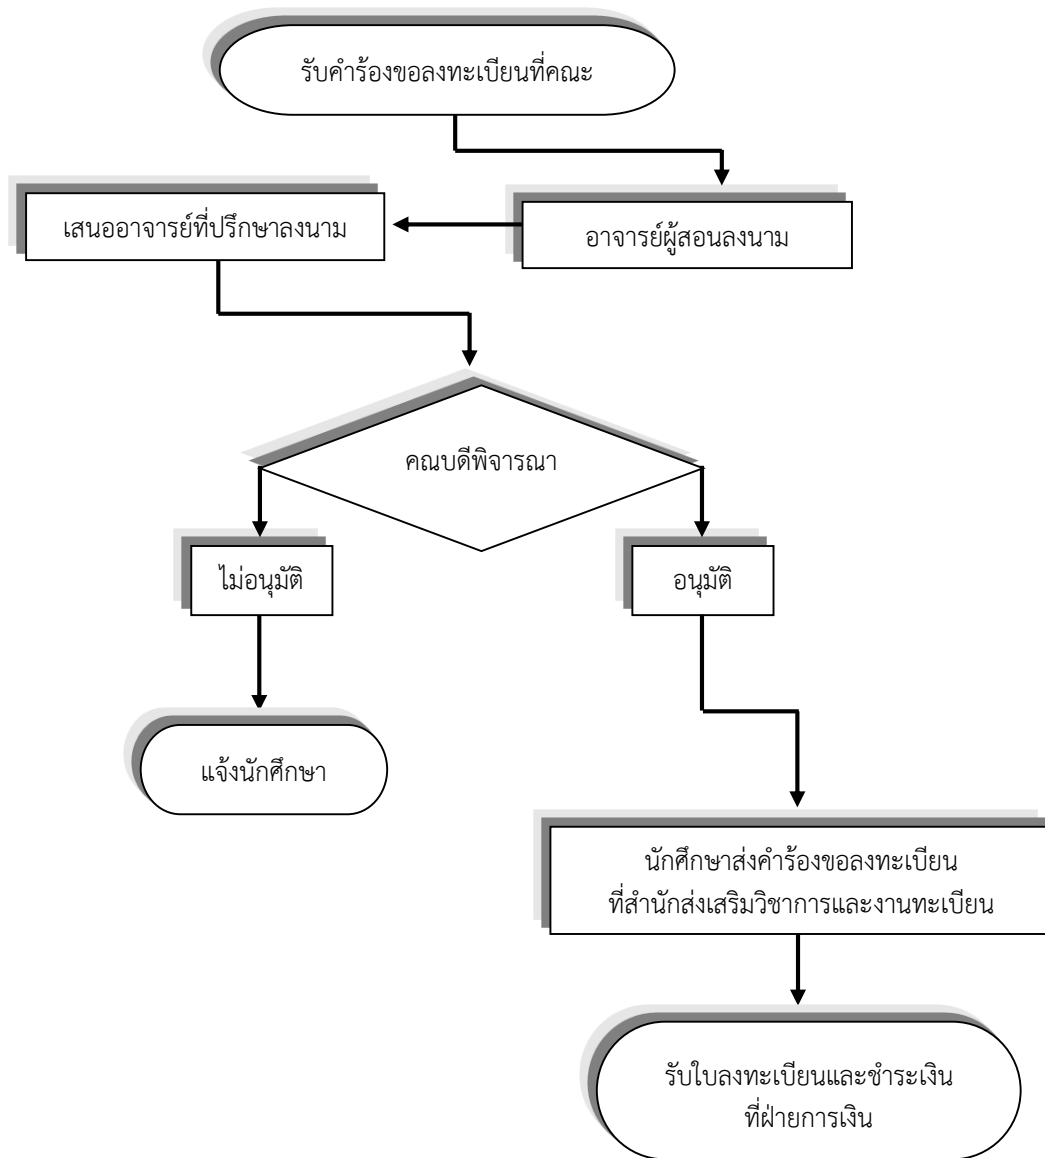 รับคำร้องขอลงทะเบียนที่คณะ
อาจารย์ผู้สอนลงนาม
เสนออาจารย์ที่ปรึกษาลงนาม
คณบดีพิจารณา
ไม่อนุมัติ
อนุมัติ
แจ้งนักศึกษา
นักศึกษาส่งคำร้องขอลงทะเบียน
ที่สำนักส่งเสริมวิชาการและงานทะเบียน
รับใบลงทะเบียนและชำระเงิน
ที่ฝ่ายการเงิน